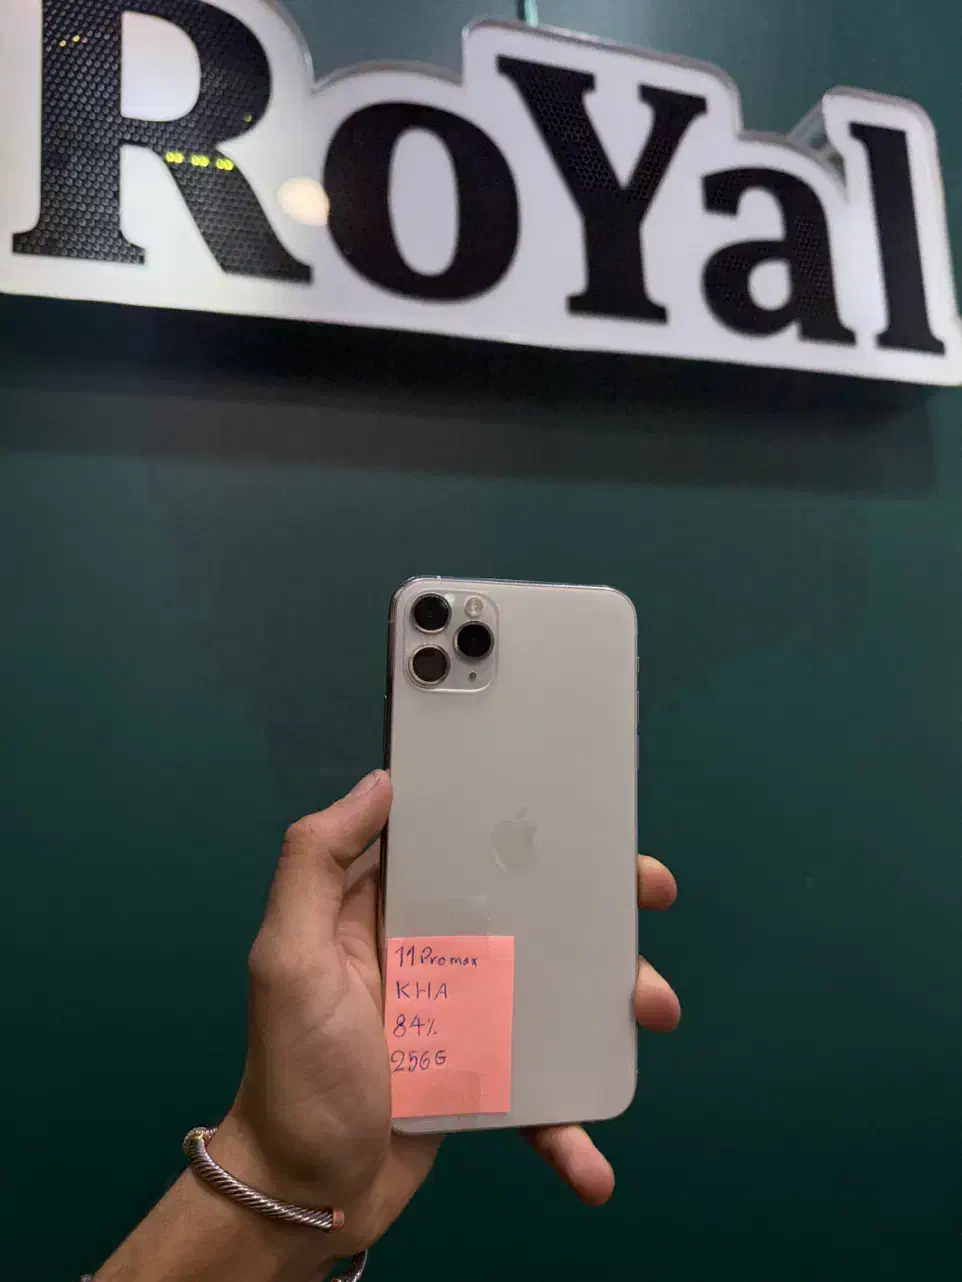 RoYal
11 Pro max
KHA
84%
256G